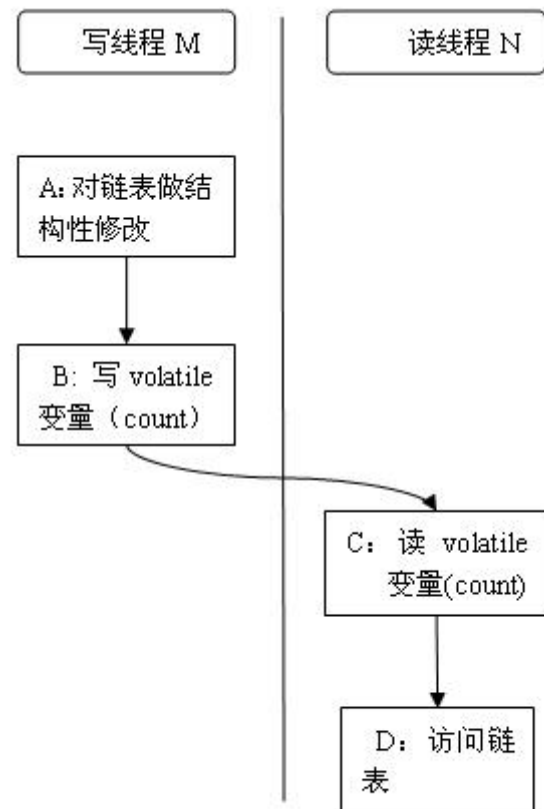 写线程 M
读线程 N
A：对链表做结
构性修改
B: 写 volatile
变量（count）
C：读 volatile
变量(count)
D：访问链
表